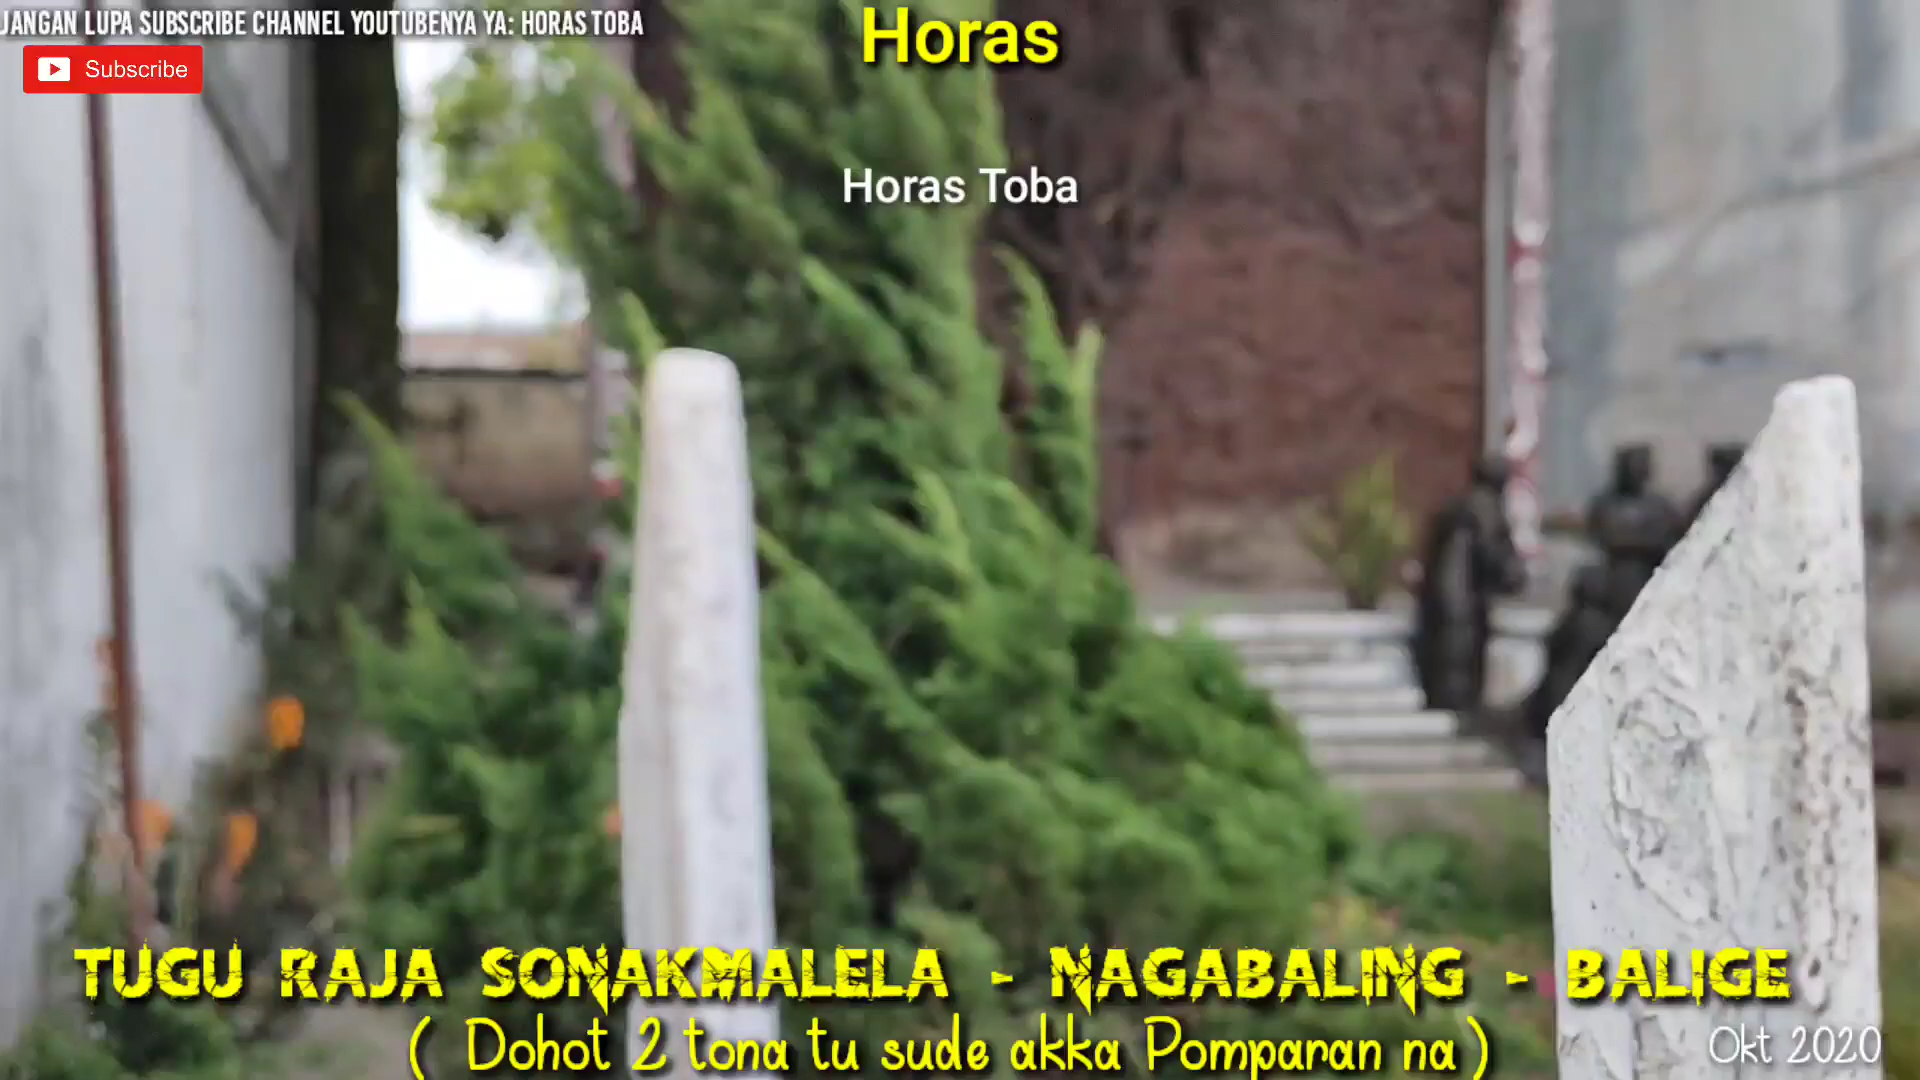 JANGAN LUPA SUBSCRIBE CHANNEL YOUTUBENYA YA: HORAS TOBA
Subscribe
Horas
Horas Toba
TUGU RAJA SONAKMALELA - NAGABALING - BALIGE
( Dohot 2 tona tu sude akka Pomparan na )
Okt 2020